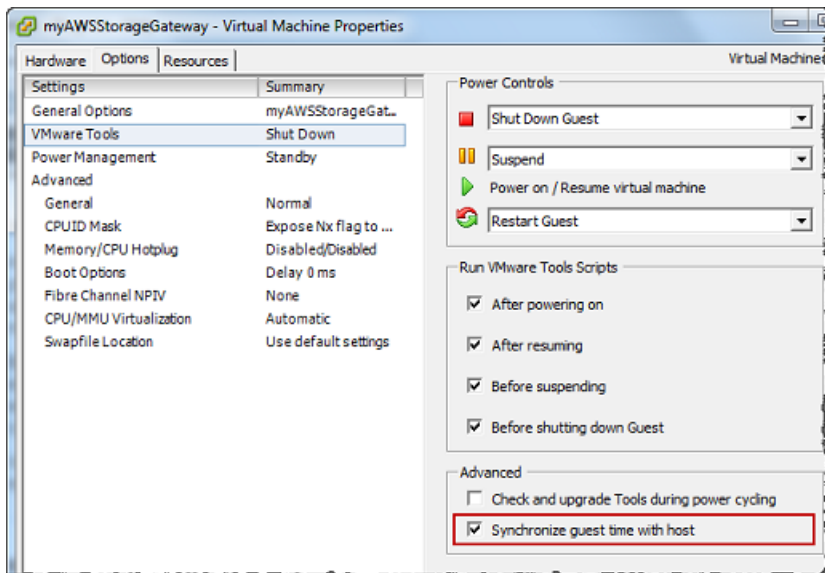 myAWSStorageGateway - Virtual Machine Properties
Hardware Options Resources Virtual Machine
Settings Summary
General Options myAWSStorageGat...
VMware Tools Shut Down
Power Management Standby
Advanced
General Normal
CPUID Mask Expose Nx flag to ...
Memory/CPU Hotplug Disabled/Disabled
Boot Options Delay 0 ms
Fibre Channel NPIV None
CPU/MMU Virtualization Automatic
Swapfile Location Use default settings
Power Controls
Shut Down Guest
Suspend
Power on / Resume virtual machine
Restart Guest
Run VMware Tools Scripts
After powering on
After resuming
Before suspending
Before shutting down Guest
Advanced
Check and upgrade Tools during power cycling
Synchronize guest time with host